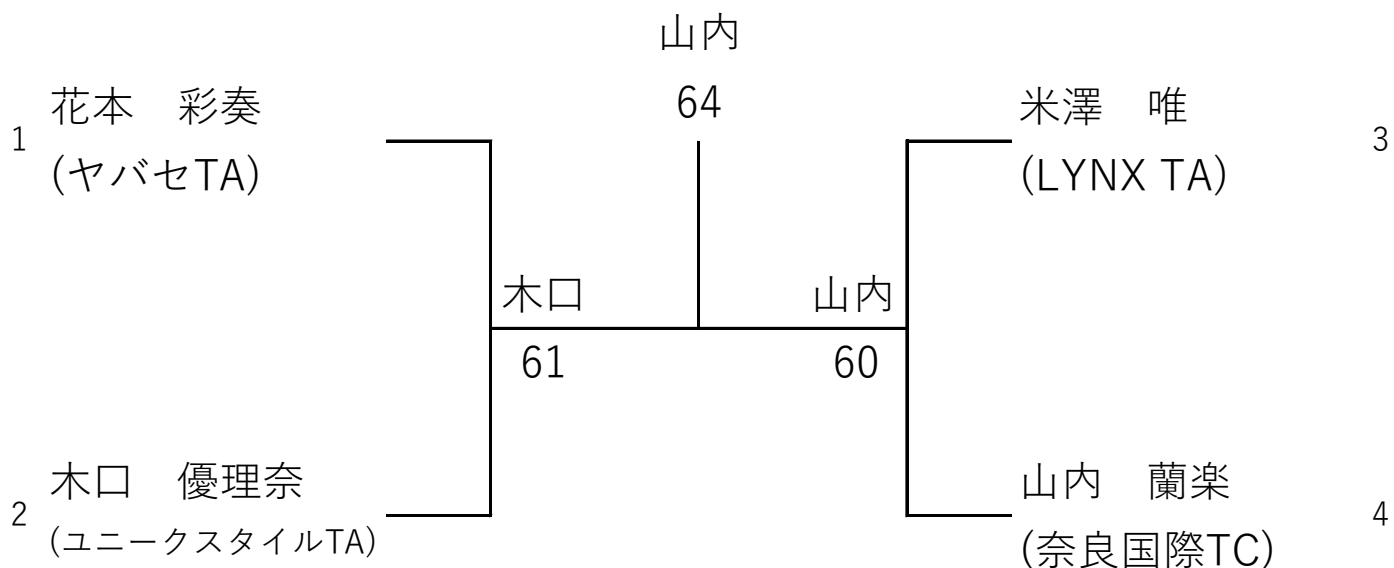 山内
64
1 花本　彩奏
(ヤバセTA)
米澤　唯 3
(LYNX TA)
木口
61
山内
60
2 木口　優理奈
(ユニークスタイルTA)
山内　蘭楽 4
(奈良国際TC)